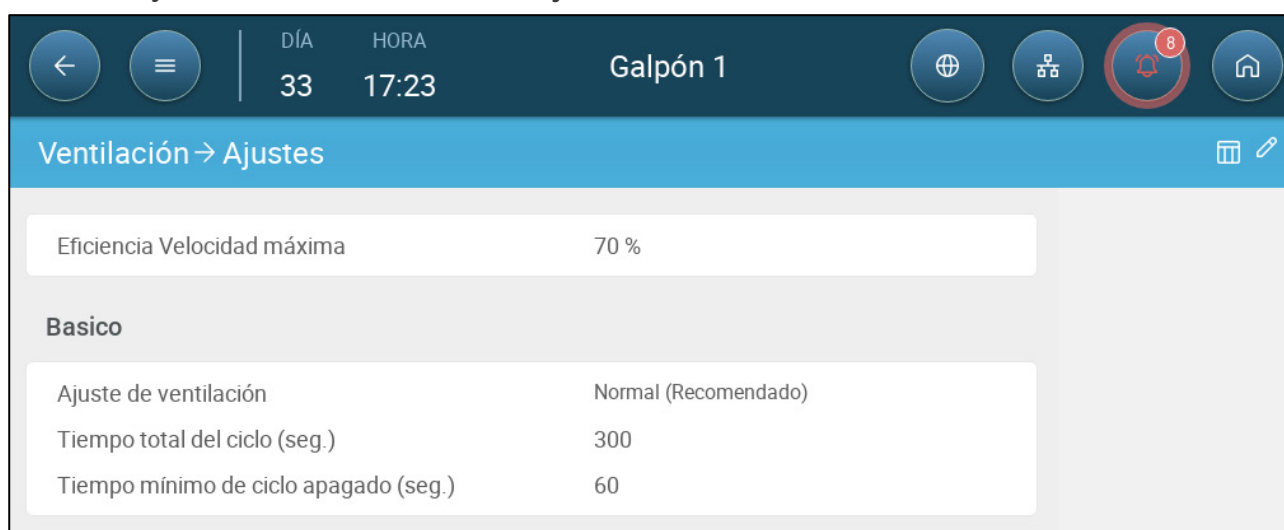 DÍA HORA
33 17:23
Galpón 1
8
Ventilación → Ajustes
Eficiencia Velocidad máxima 70 %
Basico
Ajuste de ventilación Normal (Recomendado)
Tiempo total del ciclo (seg.) 300
Tiempo mínimo de ciclo apagado (seg.) 60